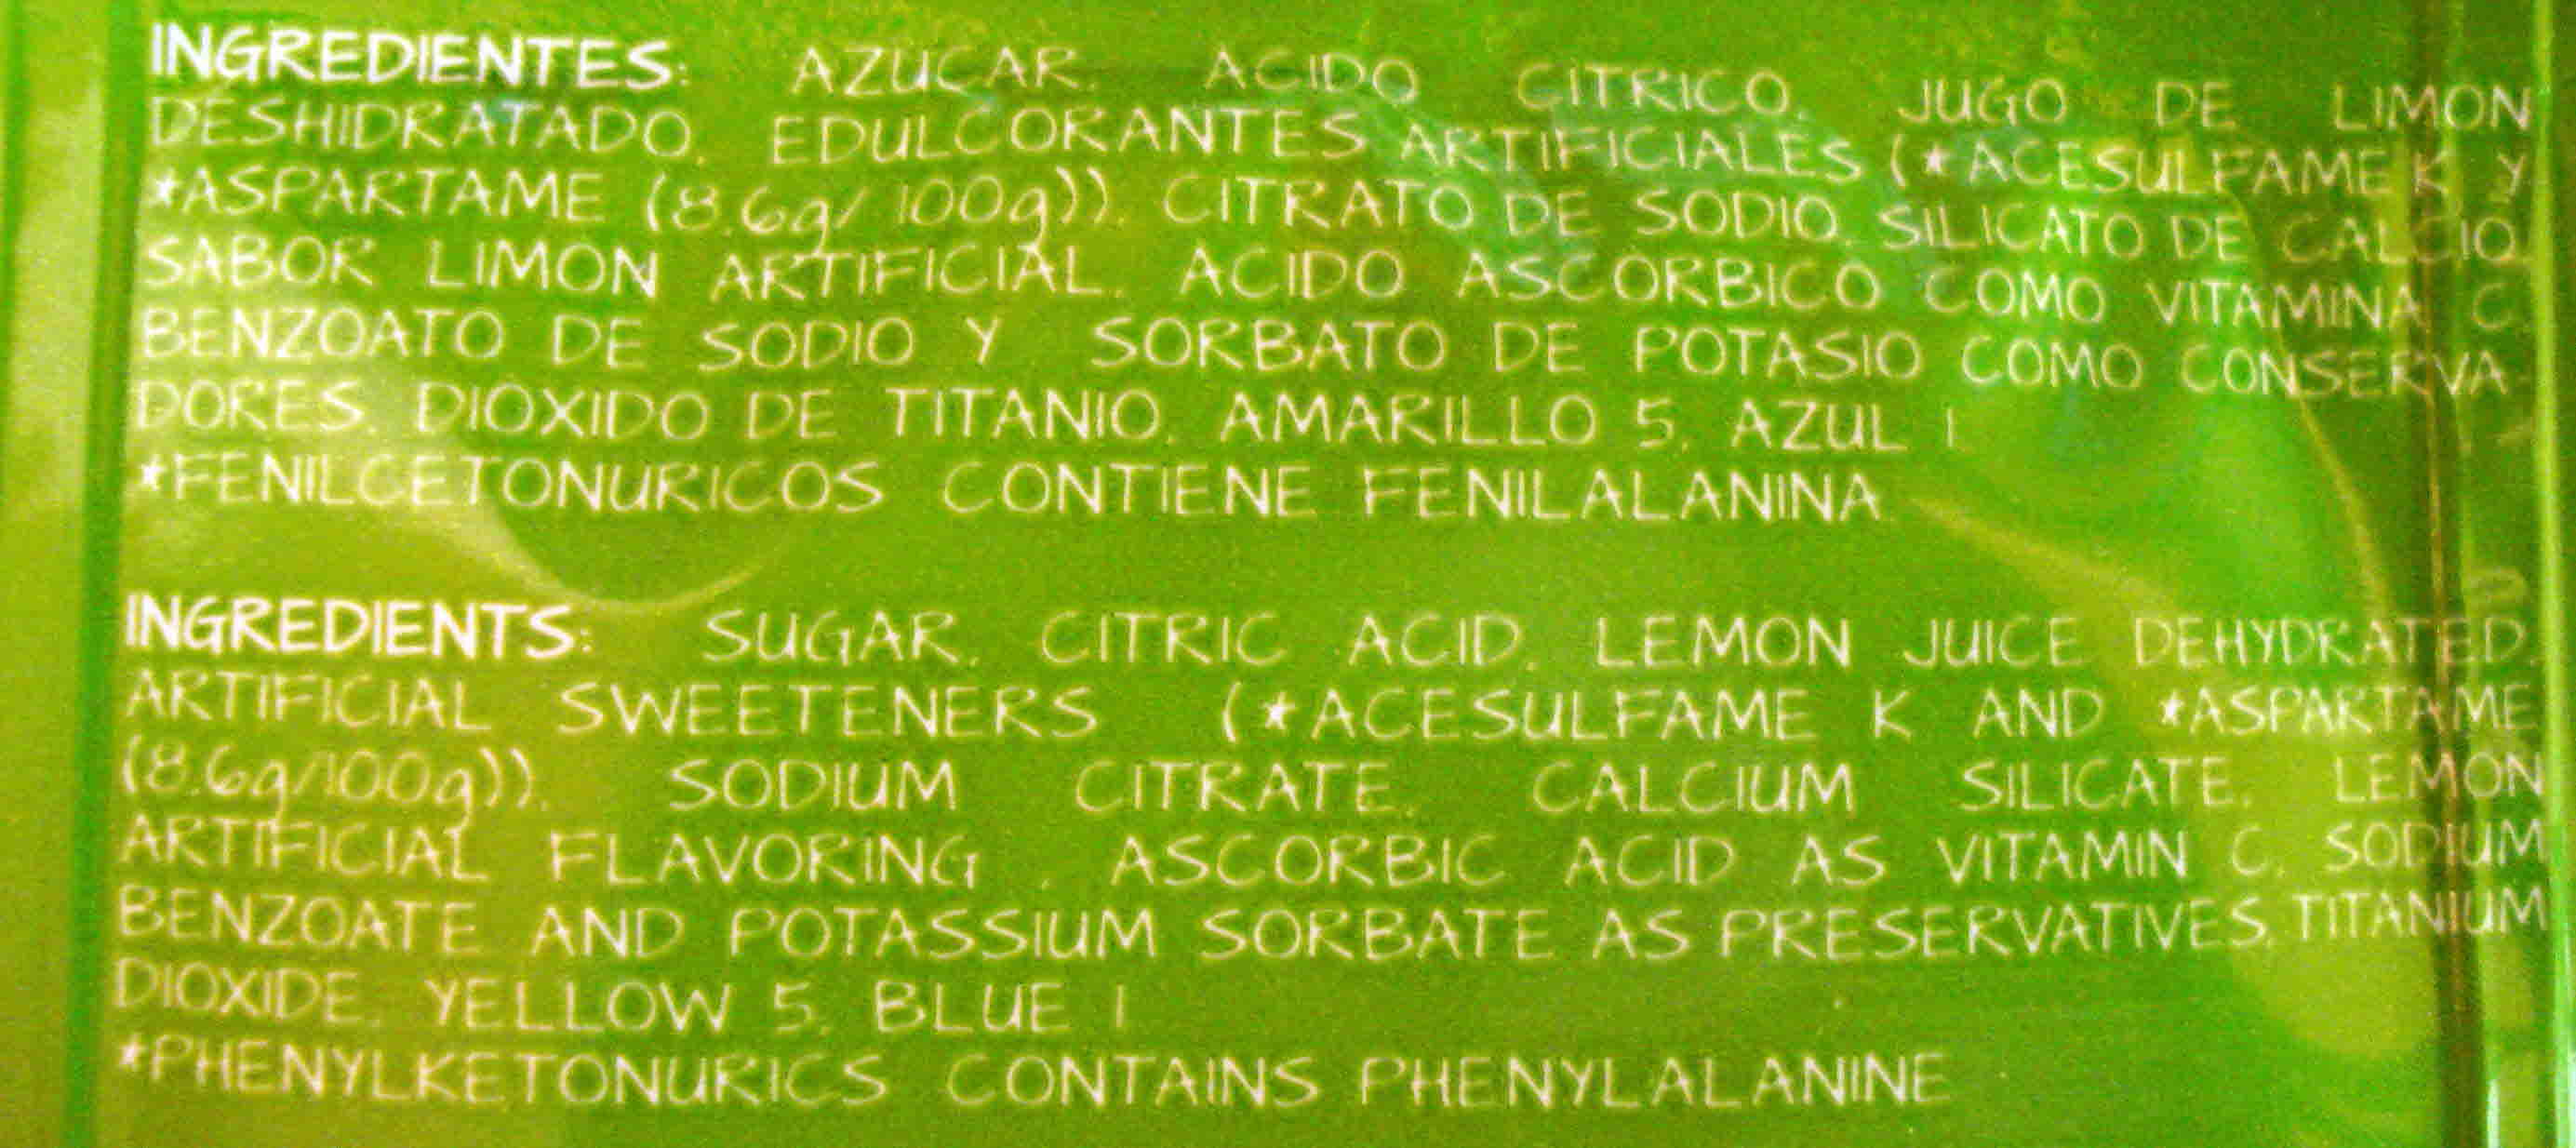 INGREDIENTES: AZUCAR, ACIDO CITRICO, JUGO DE LIMON
DESHIDRATADO, EDULCORANTES ARTIFICIALES (*ACESULFAME K Y
*ASPARTAME (8.6g/ 100g)), CITRATO DE SODIO, SILICATO DE CALCIO,
SABOR LIMON ARTIFICIAL, ACIDO ASCORBICO COMO VITAMINA C,
BENZOATO DE SODIO Y SORBATO DE POTASIO COMO CONSERVA-
DORES, DIOXIDO DE TITANIO, AMARILLO 5, AZUL 1
*FENILCETONURICOS CONTIENE FENILALANINA
INGREDIENTS: SUGAR, CITRIC ACID, LEMON JUICE DEHYDRATED,
ARTIFICIAL SWEETENERS (*ACESULFAME K AND *ASPARTAME
(8.6g/100g)), SODIUM CITRATE, CALCIUM SILICATE, LEMON
ARTIFICIAL FLAVORING , ASCORBIC ACID AS VITAMIN C, SODIUM
BENZOATE AND POTASSIUM SORBATE AS PRESERVATIVES, TITANIUM
DIOXIDE, YELLOW 5, BLUE 1
*PHENYLKETONURICS CONTAINS PHENYLALANINE